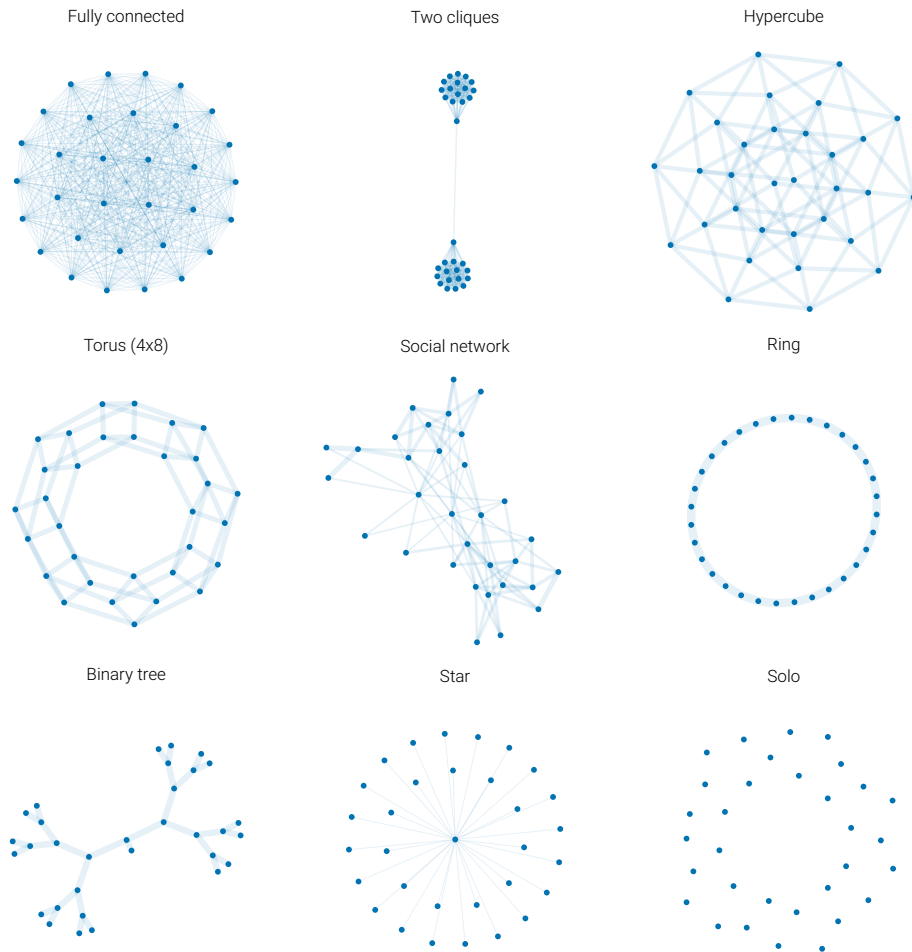 Fully connected
Two cliques
Hypercube
Torus (4x8)
Social network
Ring
Binary tree
Star
Solo